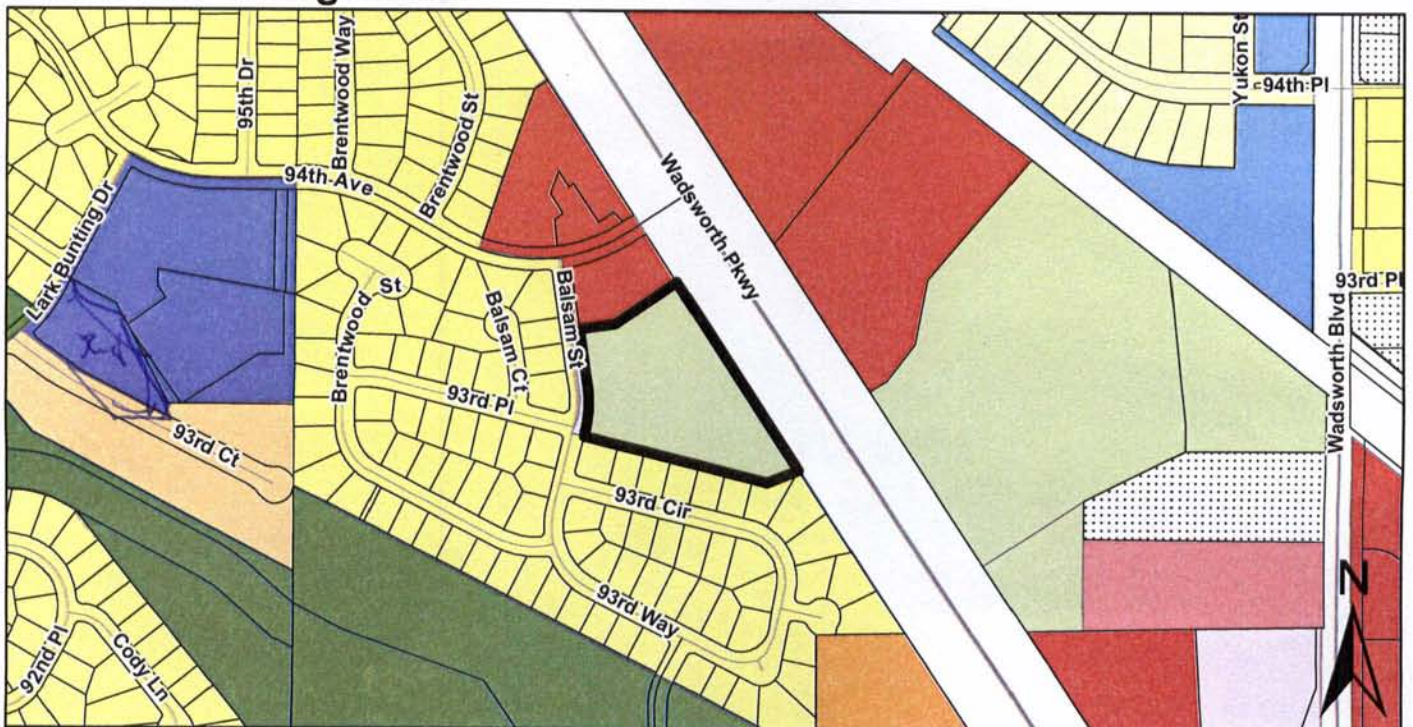 Brentwood Way
95th Dr
Brentwood St
94th Ave
Lark Bunting Dr
Yukon St
94th Pl
Wadsworth Pkwy
93rd Pl
Wadsworth Blvd
Brentwood St
Balsam Ct
Balsam St
93rd Pl
93rd Ct
93rd Cir
93rd Way
92nd Pl
Cody Ln
N